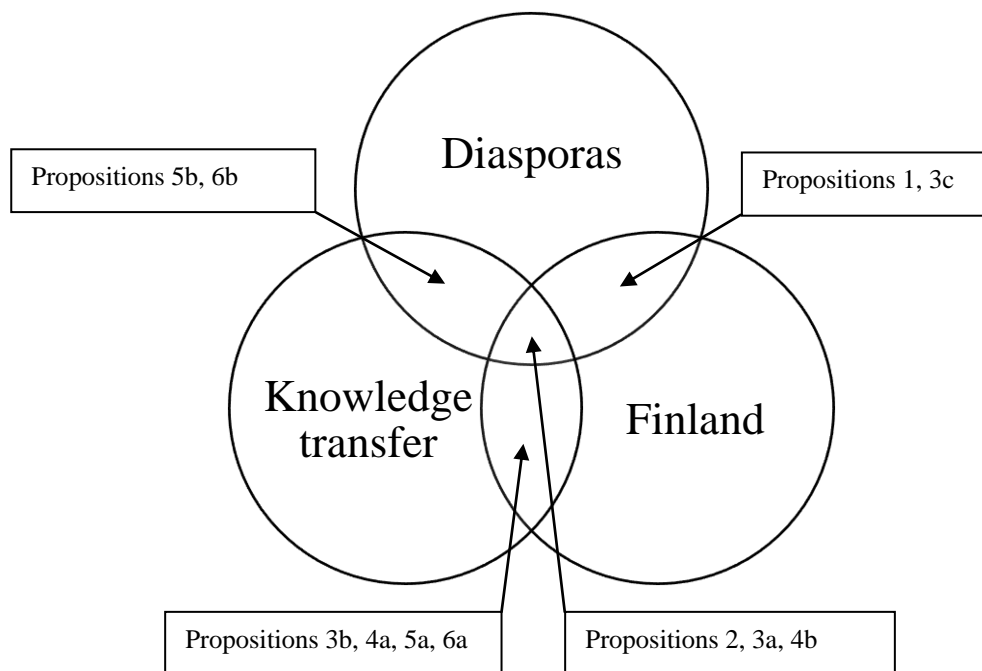 Diasporas
Propositions 5b, 6b
Propositions 1, 3c
Knowledge
transfer
Finland
Propositions 3b, 4a, 5a, 6a
Propositions 2, 3a, 4b